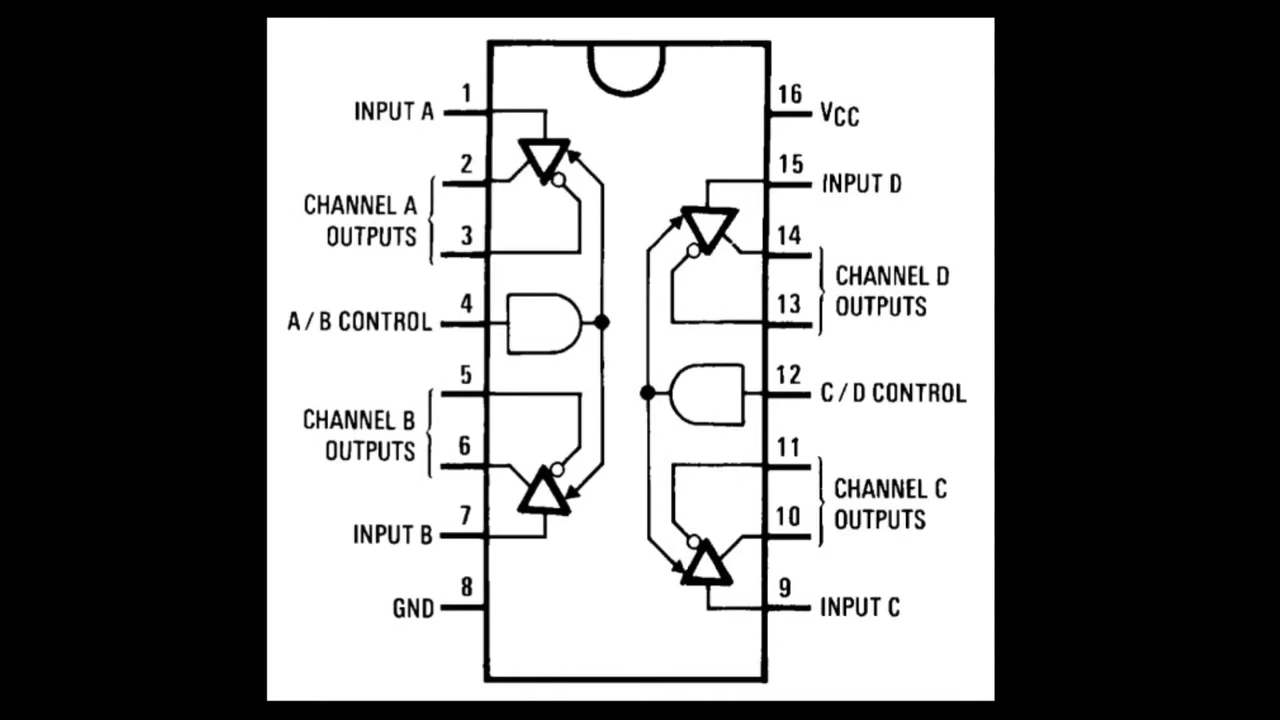 1
INPUT A
2
CHANNEL A
OUTPUTS
3
4
A / B CONTROL
5
CHANNEL B
OUTPUTS
6
7
INPUT B
8
GND
16
VCC
15
INPUT D
14
CHANNEL D
OUTPUTS
13
12
C / D CONTROL
11
CHANNEL C
OUTPUTS
10
9
INPUT C